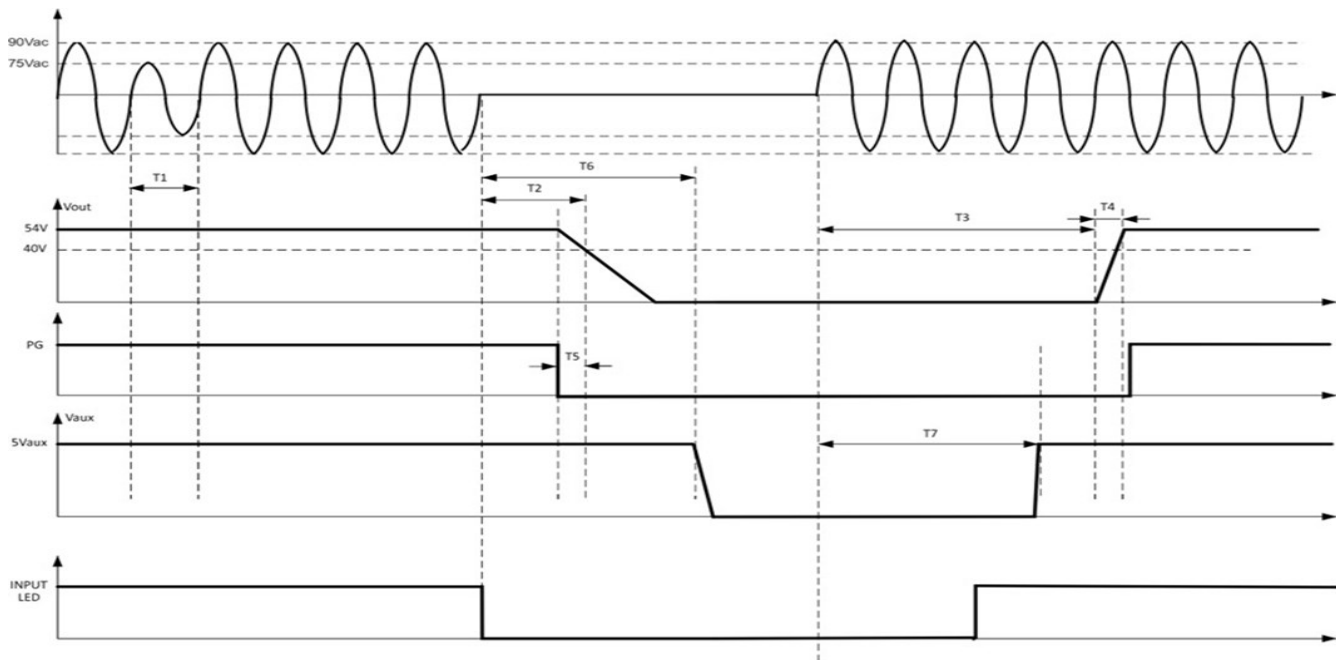 90Vac
75Vac
T1
T6
T2
Vout
54V
40V
T3
T4
PG
T5
Vaux
5Vaux
T7
INPUT
LED